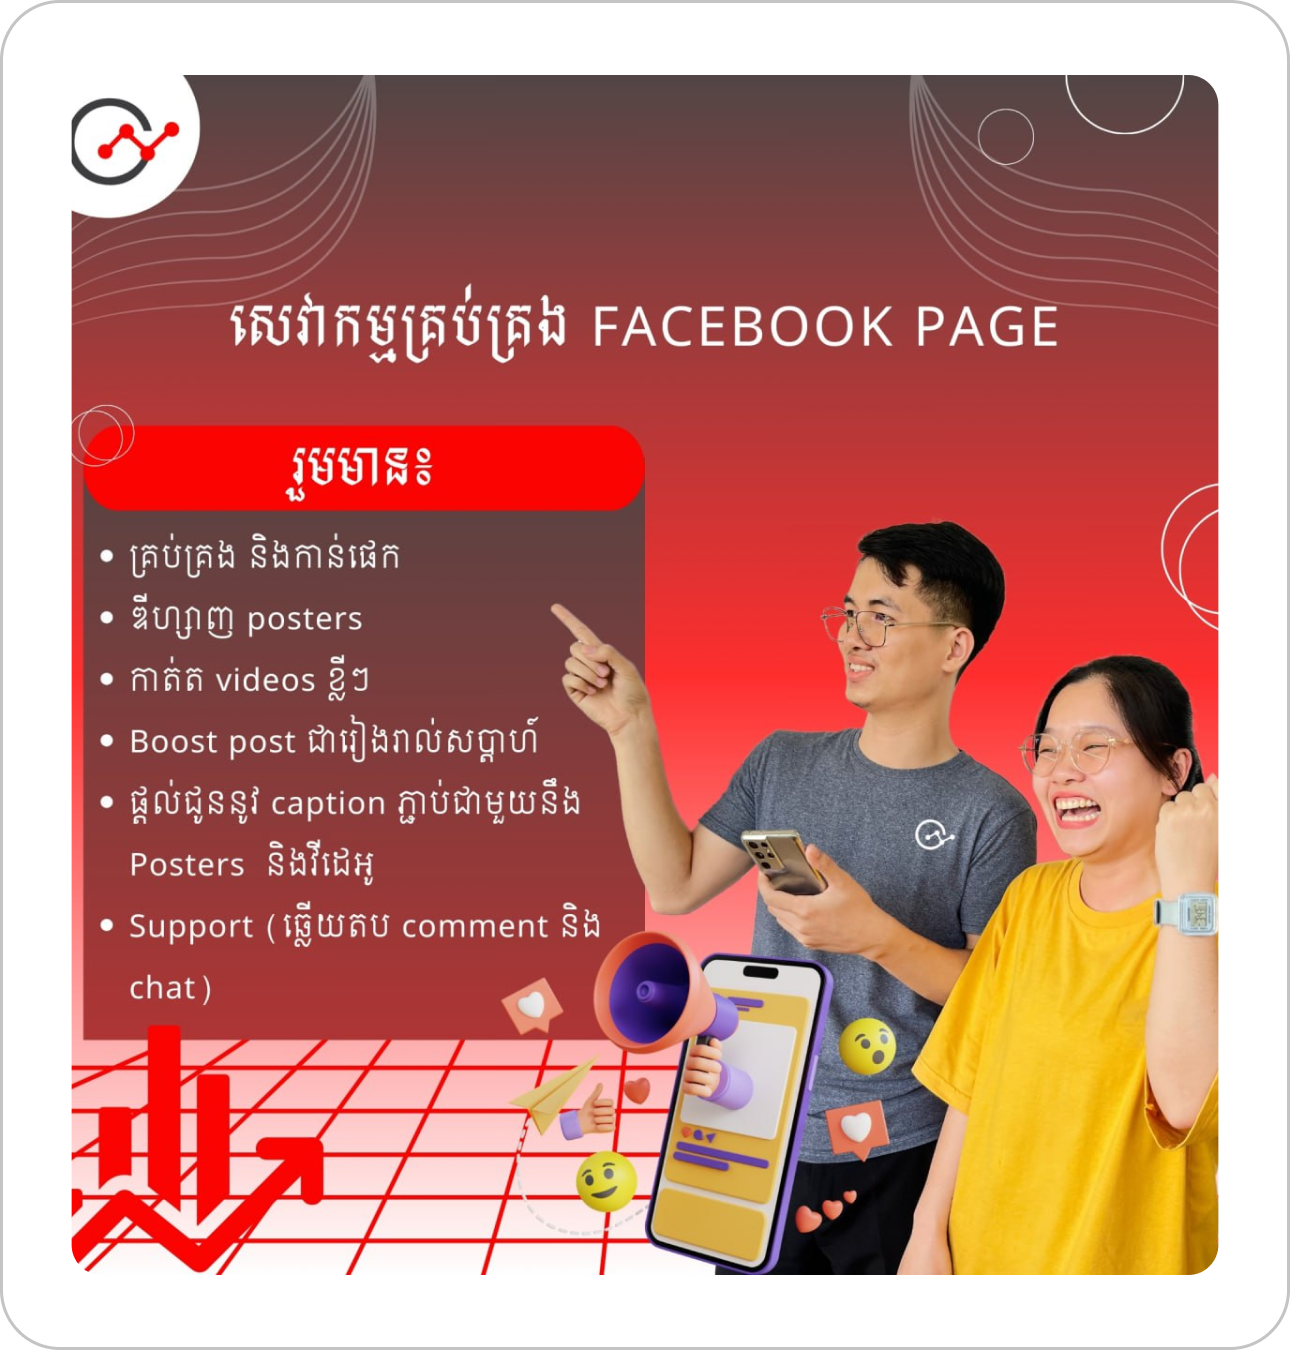 សេវាកម្មគ្រប់គ្រង FACEBOOK PAGE
រួមមាន៖
• គ្រប់គ្រង និងកាន់ផេក
• ឌីហ្សាញ posters
• កាត់ត videos ខ្លីៗ
• Boost post ជារៀងរាល់សប្តាហ៍
• ផ្តល់ជូននូវ caption ភ្ជាប់ជាមួយនឹង
Posters និងវីដេអូ
• Support (ឆ្លើយតប comment និង
chat)